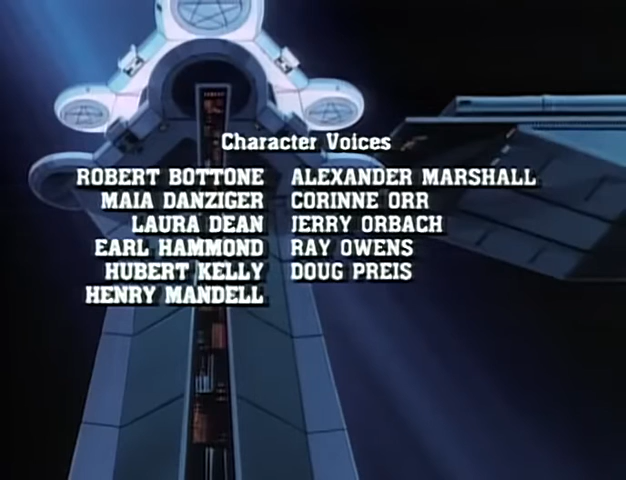 Character Voices
ROBERT BOTTONE ALEXANDER MARSHALL
MAIA DANZIGER CORINNE ORR
LAURA DEAN JERRY ORBACH
EARL HAMMOND RAY OWENS
HUBERT KELLY DOUG PREIS
HENRY MANDELL